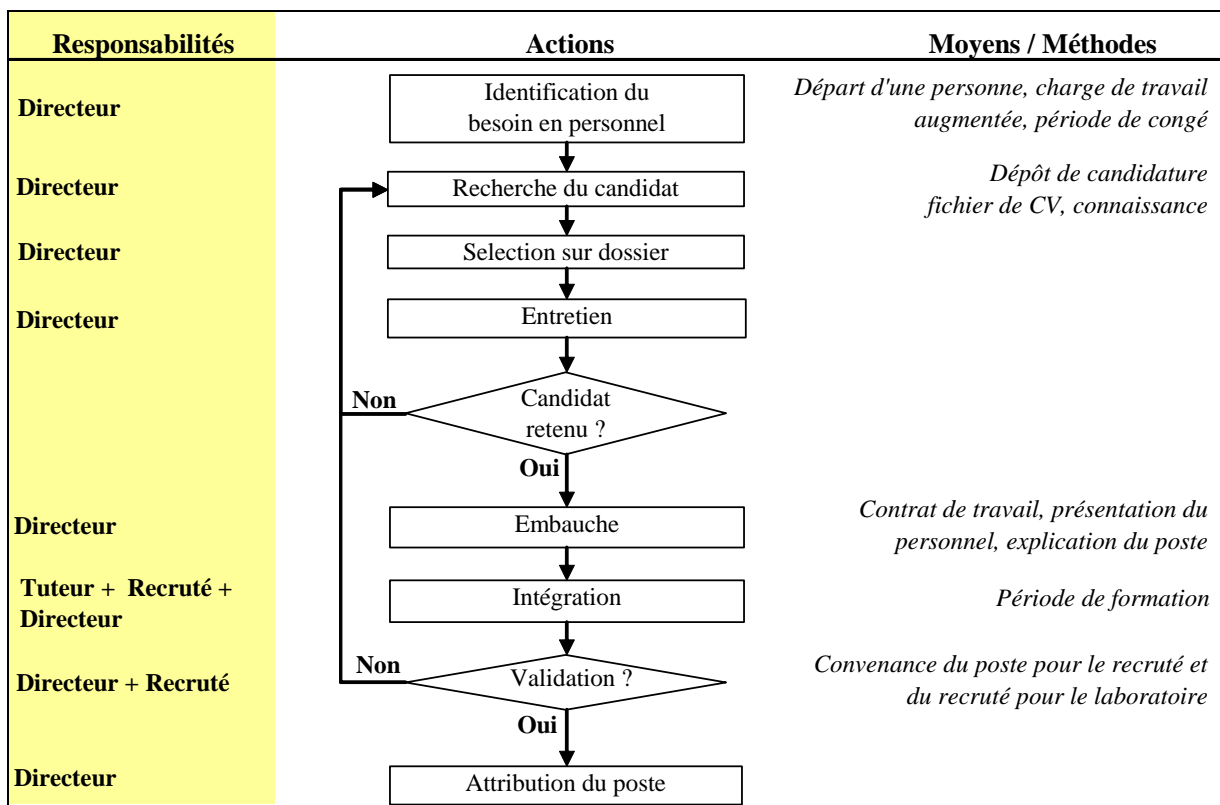 Responsabilités Actions Moyens / Méthodes
Directeur
Identification du
besoin en personnel
Départ d'une personne, charge de travail
augmentée, période de congé
Directeur
Recherche du candidat
Dépôt de candidature
fichier de CV, connaissance
Directeur
Selection sur dossier
Directeur
Entretien
Non
Candidat
retenu ?
Oui
Directeur
Embauche
Contrat de travail, présentation du
personnel, explication du poste
Tuteur + Recruté +
Directeur
Intégration
Période de formation
Directeur + Recruté
Non
Validation ?
Convenance du poste pour le recruté et
du recruté pour le laboratoire
Oui
Directeur
Attribution du poste